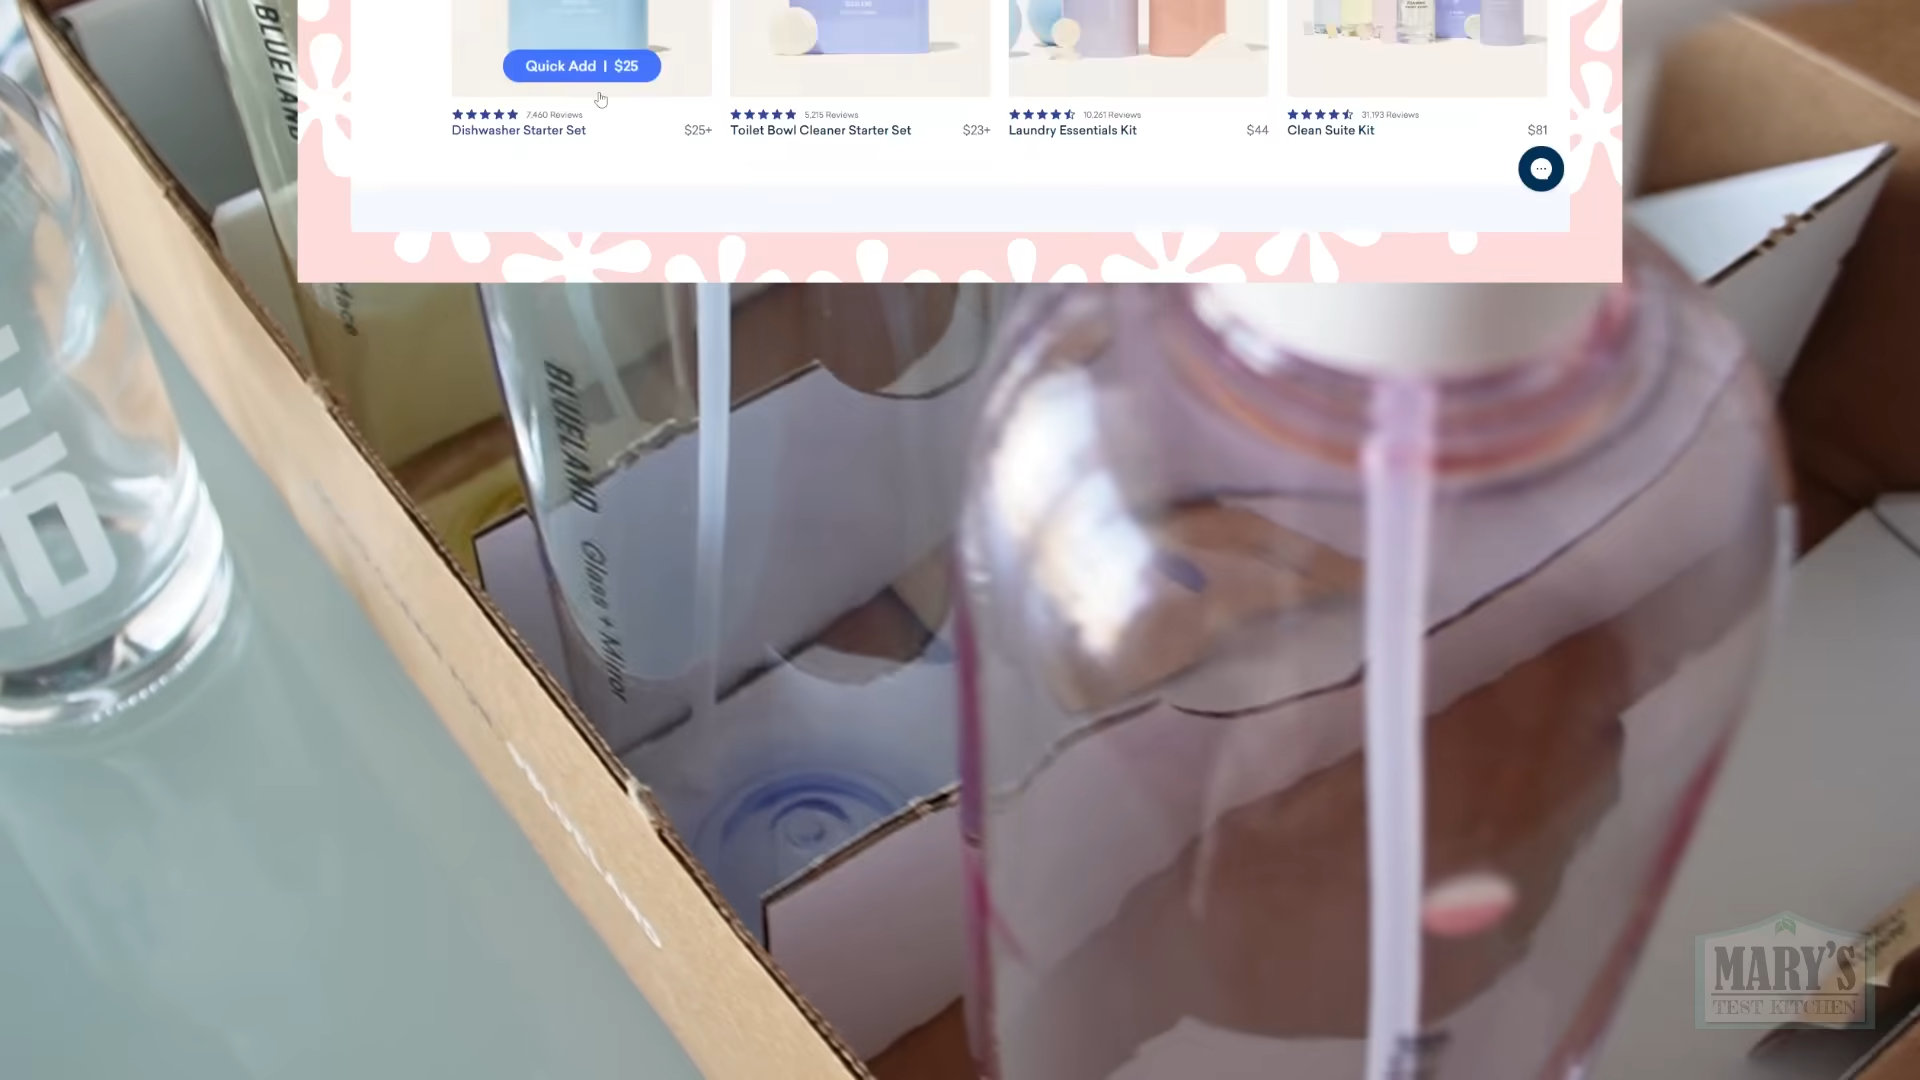 Quick Add | $25
7,460 Reviews
5,215 Reviews
10,261 Reviews
31,193 Reviews
Dishwasher Starter Set $25+
Toilet Bowl Cleaner Starter Set $23+
Laundry Essentials Kit $44
Clean Suite Kit $81
BLUELAND
BLUELAND
Glass + Mirror
MARY'S
TEST KITCHEN